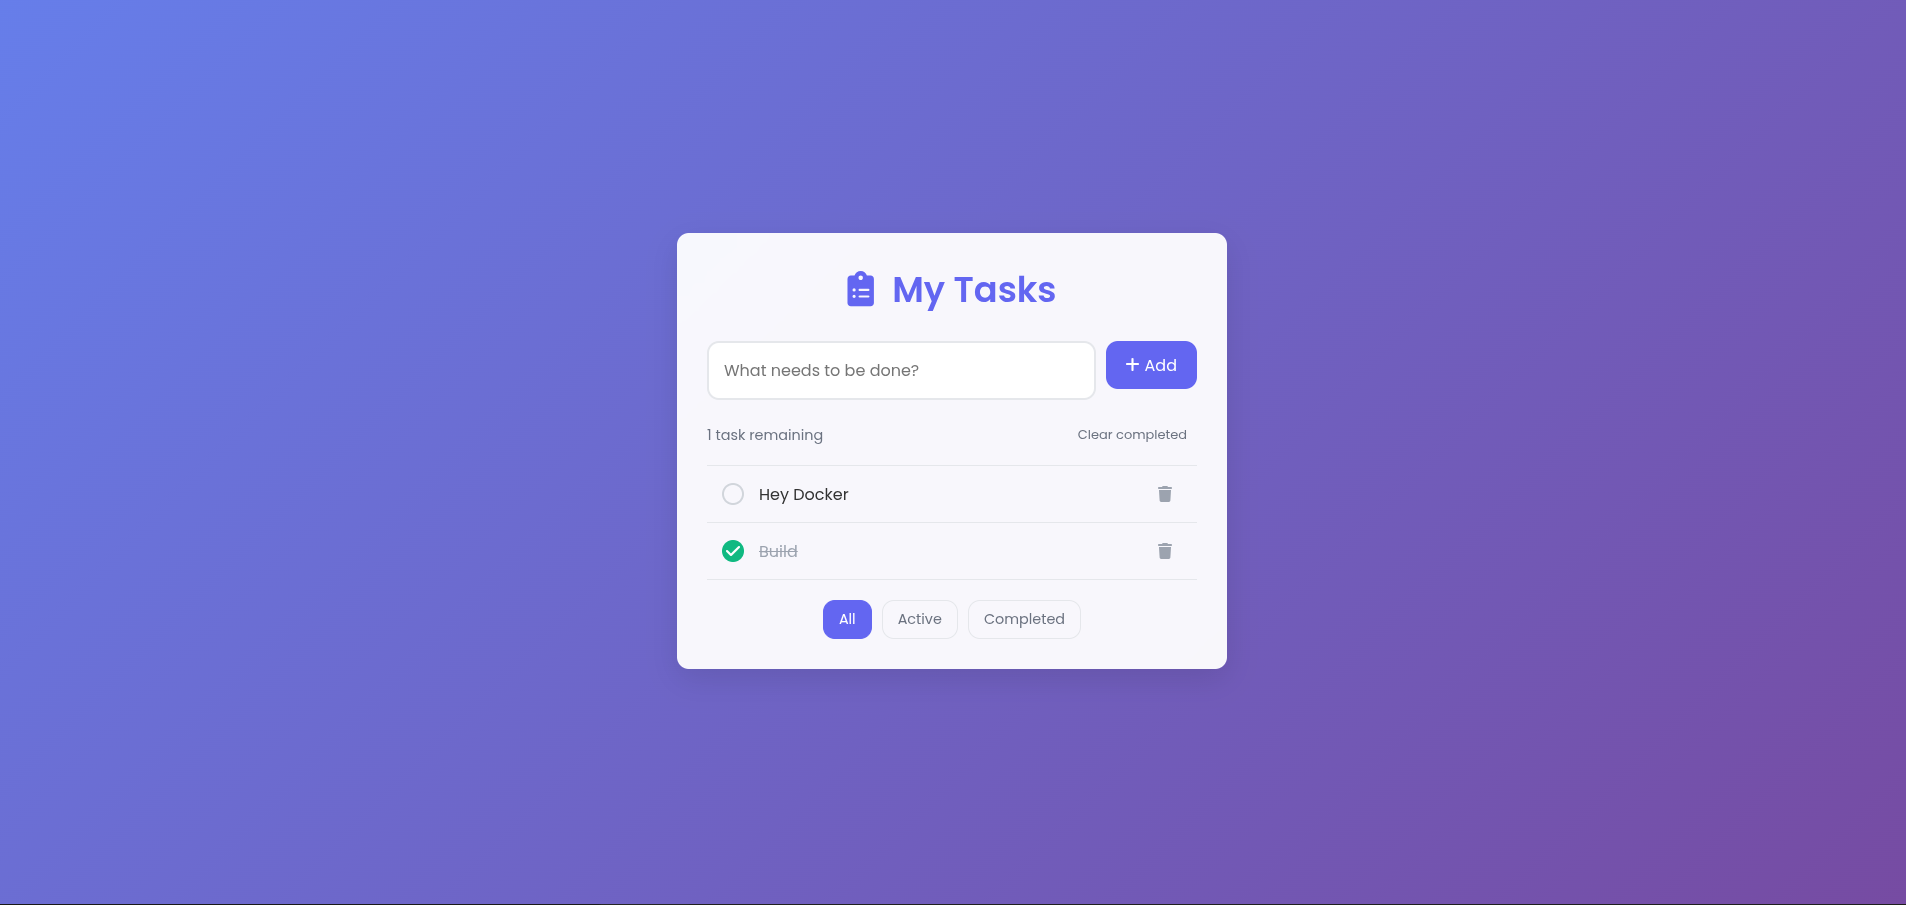 My Tasks
What needs to be done?
+ Add
1 task remaining
Clear completed
Hey Docker
Build
All
Active
Completed